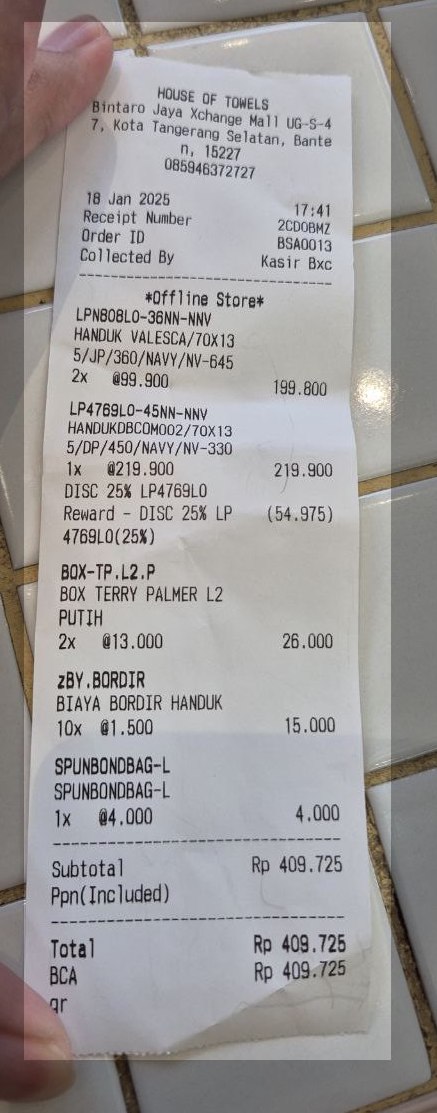 HOUSE OF TOWELS
Bintaro Jaya Xchange Mall UG-S-4
7, Kota Tangerang Selatan, Bante
n, 15227
085946372727
18 Jan 2025 17:41
Receipt Number 2CDOBMZ
Order ID BSA0013
Collected By Kasir Bxc
*Offline Store*
LPN808LO-36NN-NNV
HANDUK VALESCA/70X13
5/JP/360/NAVY/NV-645
2x @99.900 199.800
LP4769LO-45NN-NNV
HANDUKDBCOM002/70X13
5/DP/450/NAVY/NV-330
1x @219.900 219.900
DISC 25% LP4769LO
Reward - DISC 25% LP (54.975)
4769LO(25%)
BOX-TP.L2.P
BOX TERRY PALMER L2
PUTIH
2x @13.000 26.000
zBY.BORDIR
BIAYA BORDIR HANDUK
10x @1.500 15.000
SPUNBONDBAG-L
SPUNBONDBAG-L
1x @4.000 4.000
Subtotal Rp 409.725
Ppn(Included)
Total Rp 409.725
BCA Rp 409.725
qr